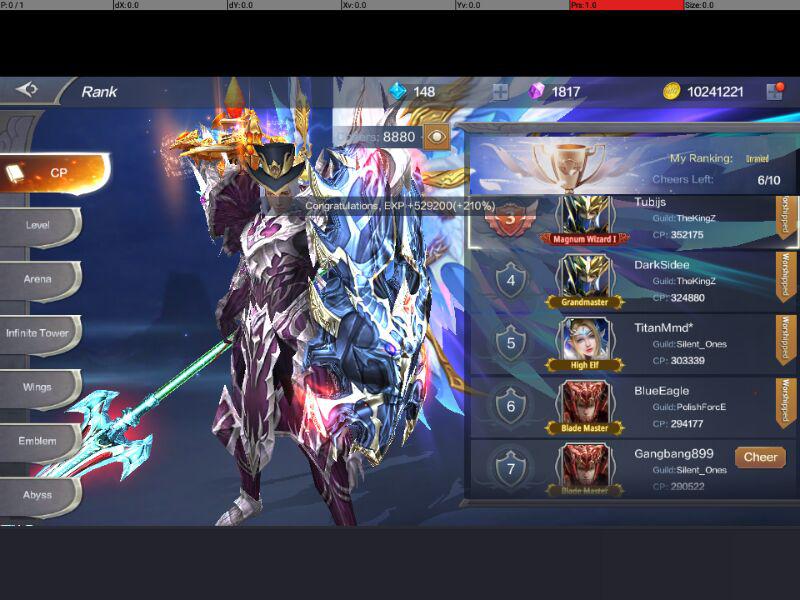 P: 0 / 1 dX: 0.0 dY: 0.0 Xv: 0.0 Yv: 0.0 Prs: 1.0 Size: 0.0
Rank 148 1817 10241221
Cheers: 8880
My Ranking:
Cheers Left: 6/10
Congratulations, EXP +529200(+210%)
CP
Level
Arena
Infinite Tower
Wings
Emblem
Abyss
3
Magnum Wizard I
Tubijs
Guild:TheKingZ
CP: 352175
4
Grandmaster
DarkSidee
Guild:TheKingZ
CP: 324880
Worshipped
5
High Elf
TitanMmd*
Guild:Silent_Ones
CP: 303339
Worshipped
6
Blade Master
BlueEagle
Guild:PolishForcE
CP: 294177
Worshipped
7
Blade Master
Gangbang899
Guild:Silent_Ones
CP: 290522
Cheer